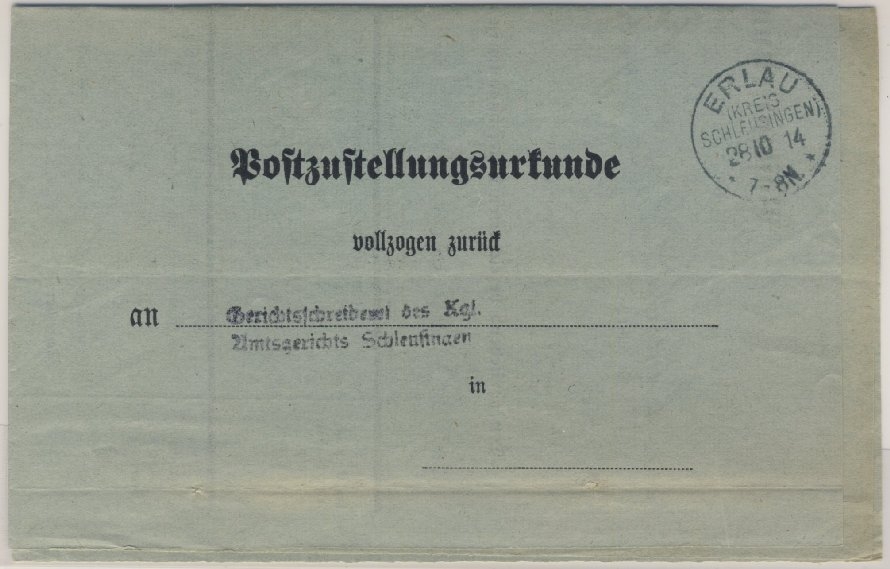 ERLAU
(KREIS
SCHLEUSINGEN)
28 10 14
* 7-8N. *
Postzustellungsurkunde
vollzogen zurück
an Gerichtsschreiberei des Kgl.
Amtsgerichts Schleusingen
in